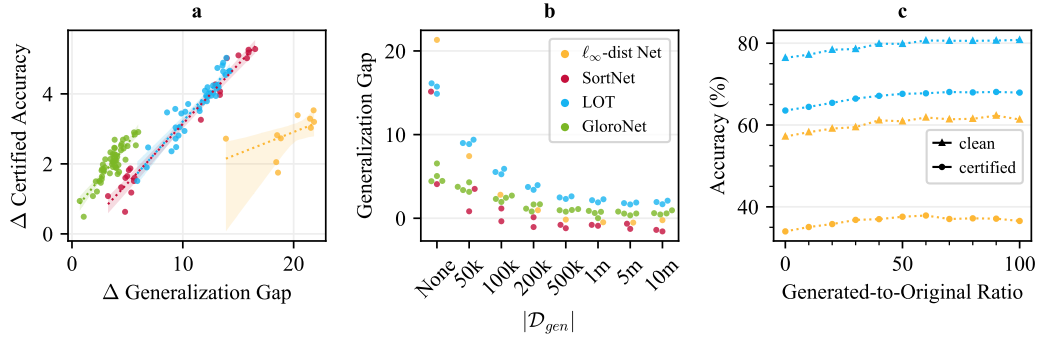 a
Δ Certified Accuracy
4
2
0
0
10
20
Δ Generalization Gap
b
Generalization Gap
20
10
0
ℓ∞-dist Net
SortNet
LOT
GloroNet
None
50k
100k
200k
500k
1m
5m
10m
|𝒟gen|
c
Accuracy (%)
80
60
40
clean
certified
0
50
100
Generated-to-Original Ratio